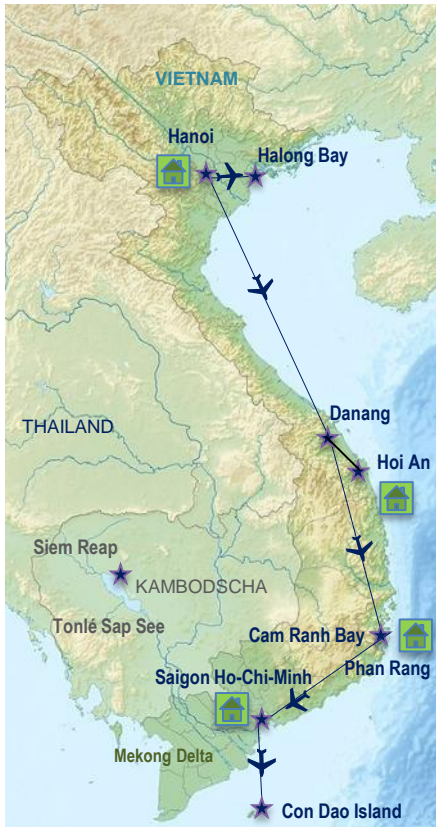 VIETNAM
Hanoi
Halong Bay
Danang
THAILAND
Hoi An
Siem Reap
KAMBODSCHA
Tonlé Sap See
Cam Ranh Bay
Phan Rang
Saigon Ho-Chi-Minh
Mekong Delta
Con Dao Island